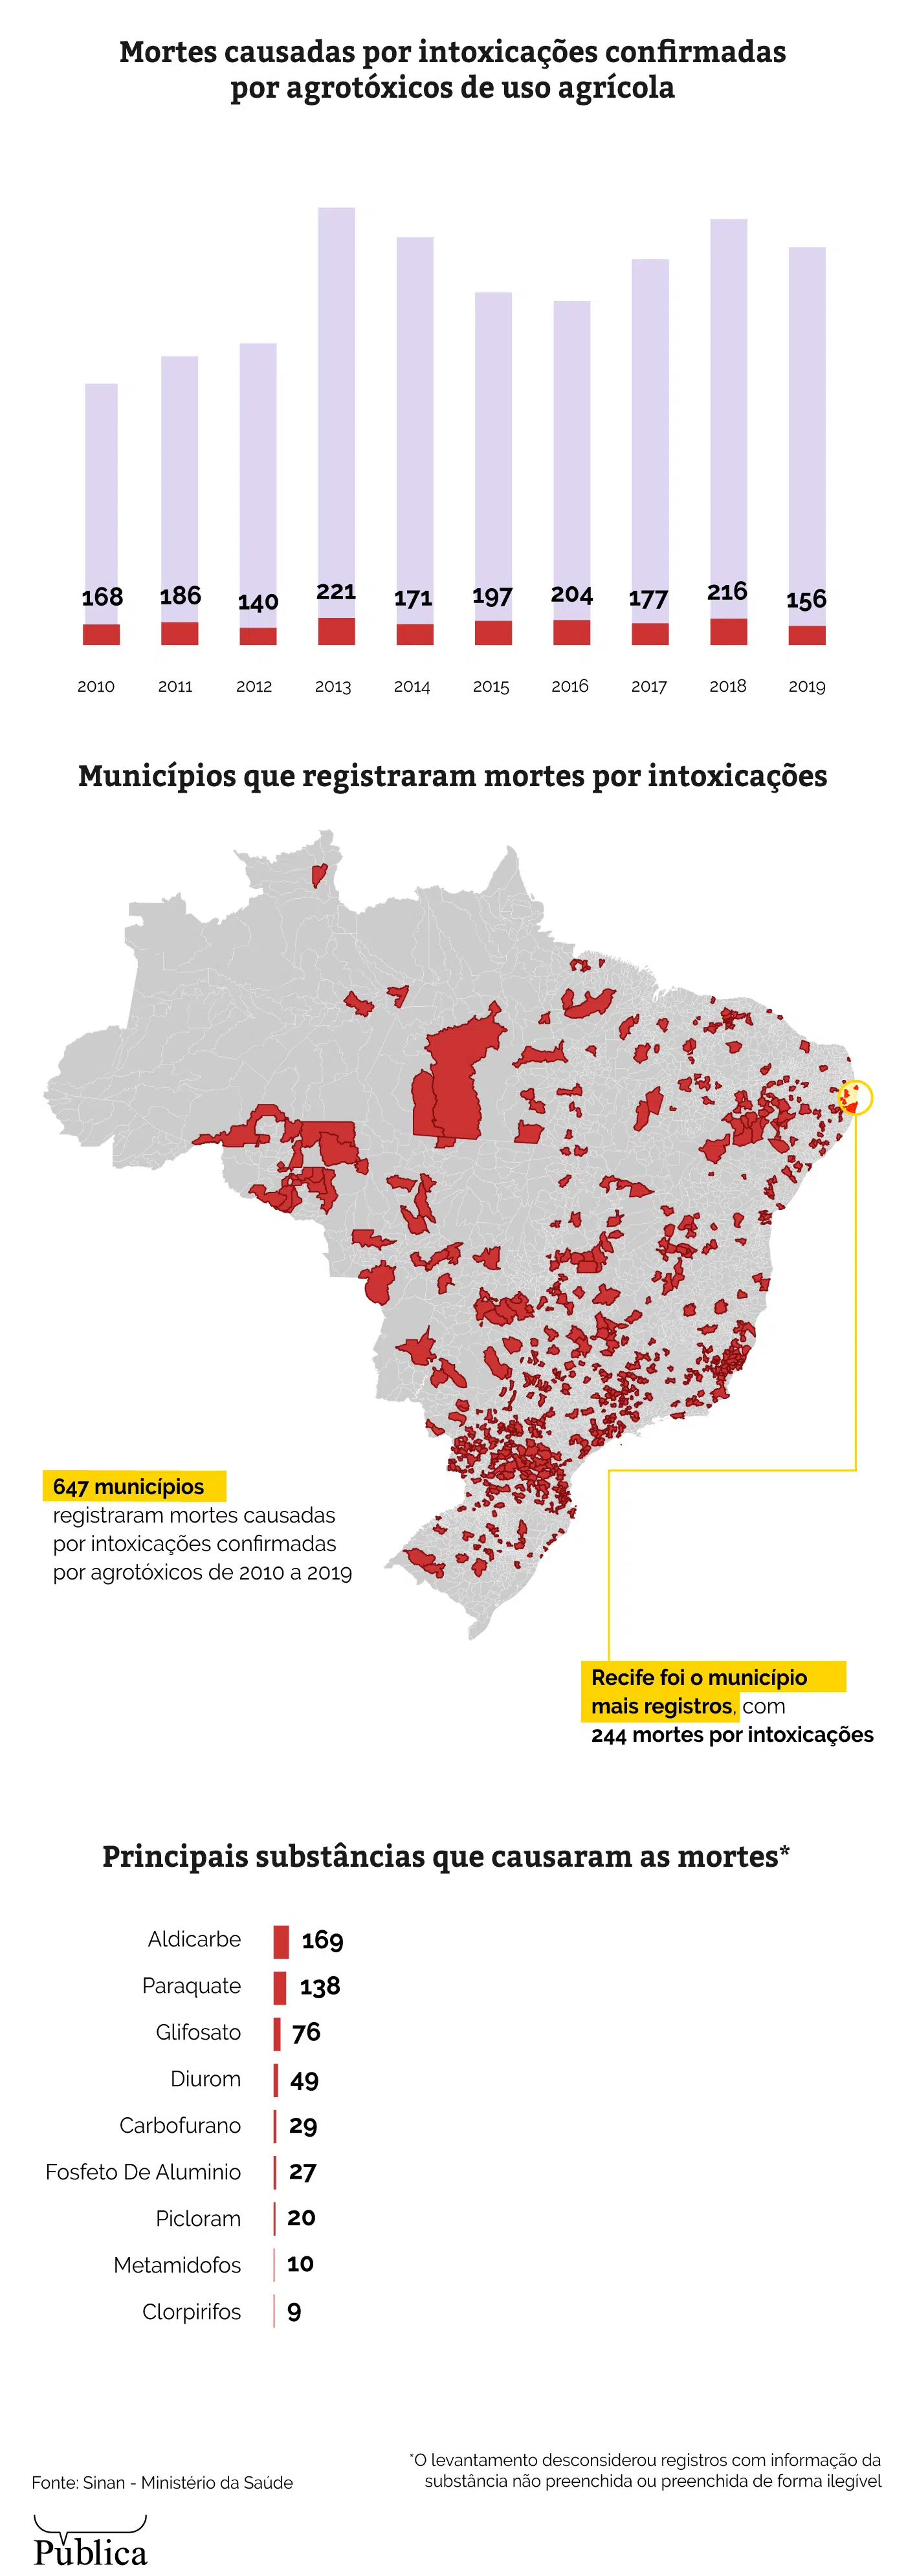 Mortes causadas por intoxicações confirmadas
por agrotóxicos de uso agrícola
168 186 140 221 171 197 204 177 216 156
2010 2011 2012 2013 2014 2015 2016 2017 2018 2019
Municípios que registraram mortes por intoxicações
647 municípios
registraram mortes causadas
por intoxicações confirmadas
por agrotóxicos de 2010 a 2019
Recife foi o município
mais registros, com
244 mortes por intoxicações
Principais substâncias que causaram as mortes*
Aldicarbe 169
Paraquate 138
Glifosato 76
Diurom 49
Carbofurano 29
Fosfeto De Aluminio 27
Picloram 20
Metamidofos 10
Clorpirifos 9
*O levantamento desconsiderou registros com informação da
substância não preenchida ou preenchida de forma ilegível
Fonte: Sinan - Ministério da Saúde
Pública